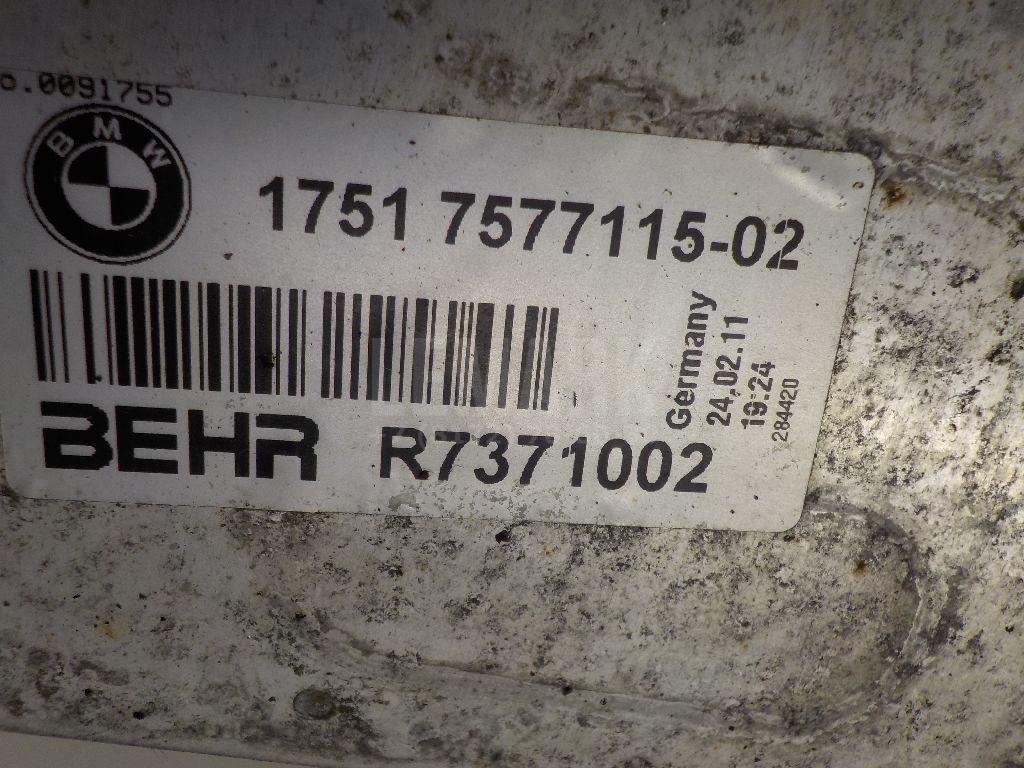 o.0091755
BMW
1751 7577115-02
Germany
24.02.11
19:24
284420
BEHR
R7371002